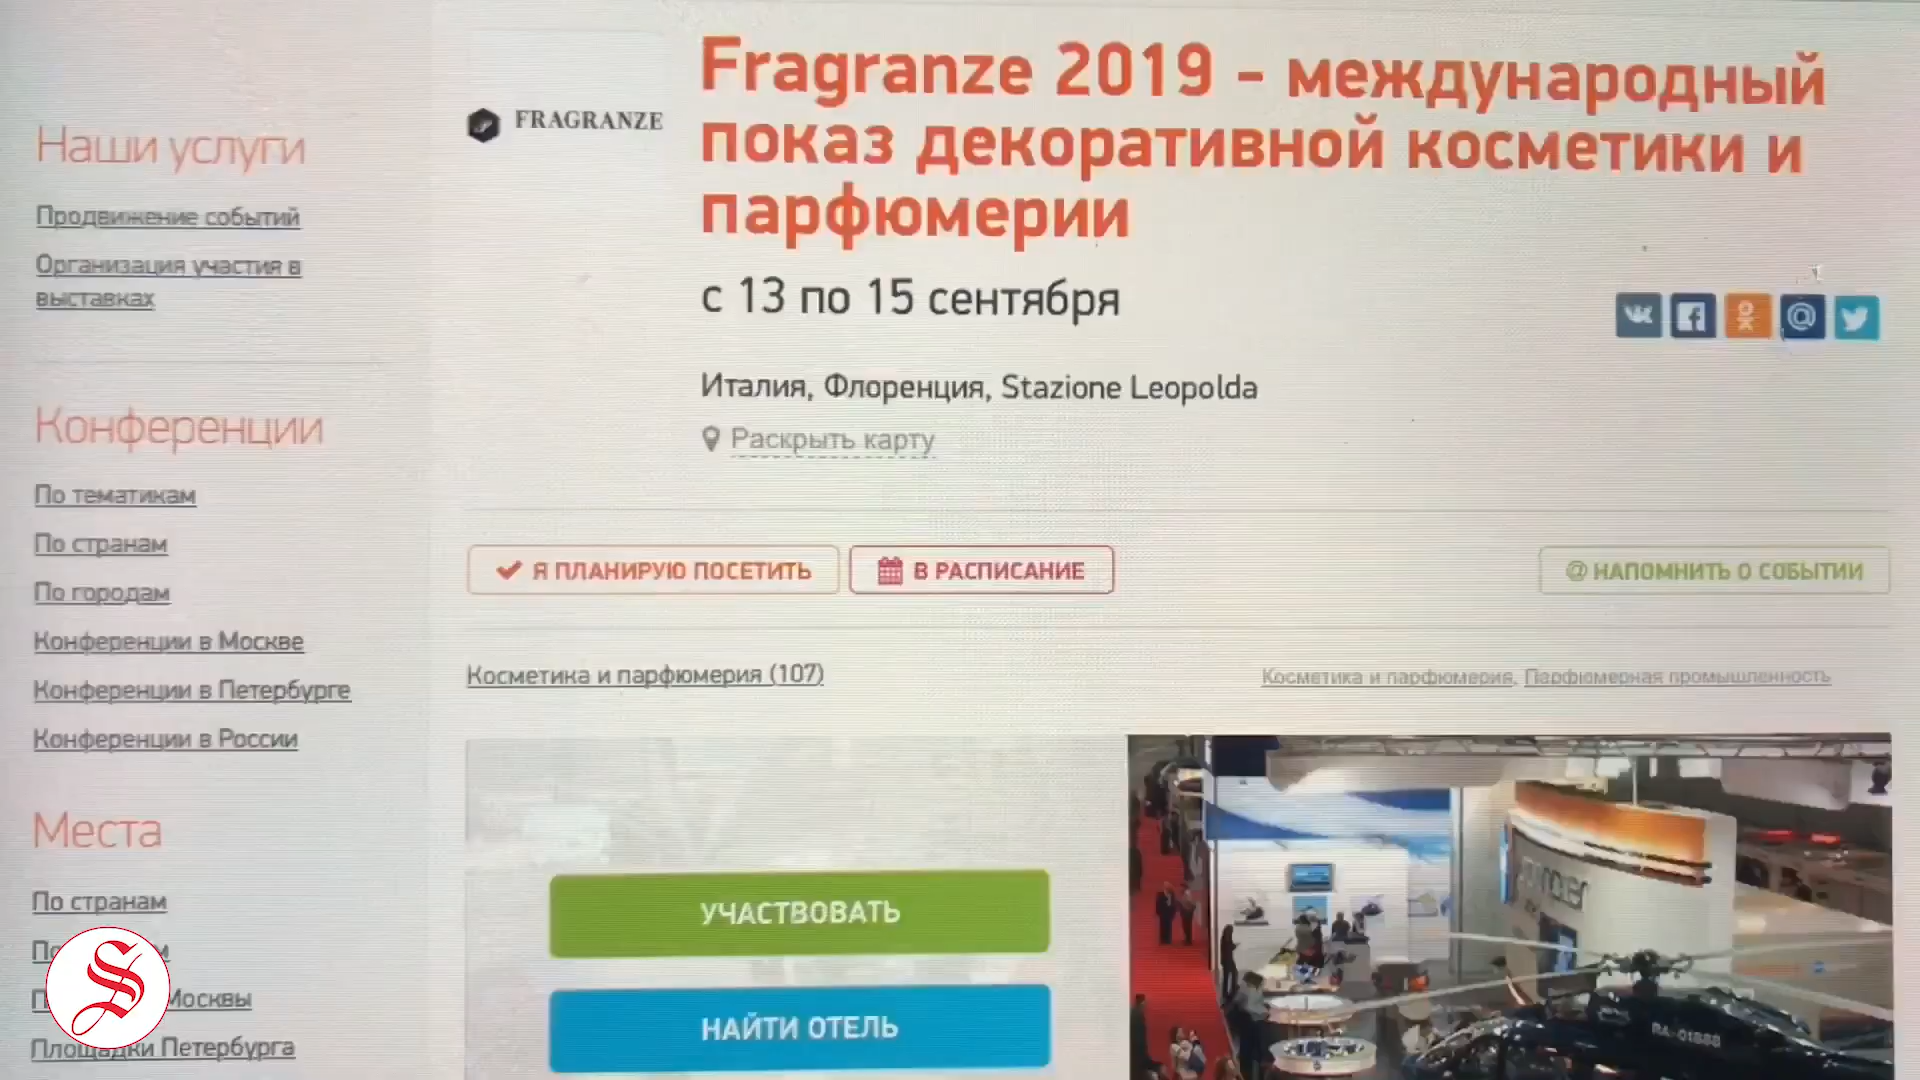 Fragranze 2019 - международный
показ декоративной косметики и
парфюмерии
FRAGRANZE
с 13 по 15 сентября
Италия, Флоренция, Stazione Leopolda
Раскрыть карту
Я ПЛАНИРУЮ ПОСЕТИТЬ
В РАСПИСАНИЕ
@ НАПОМНИТЬ О СОБЫТИИ
Косметика и парфюмерия (107)
Косметика и парфюмерия, Парфюмерная промышленность
УЧАСТВОВАТЬ
НАЙТИ ОТЕЛЬ
Наши услуги
Продвижение событий
Организация участия в
выставках
Конференции
По тематикам
По странам
По городам
Конференции в Москве
Конференции в Петербурге
Конференции в России
Места
По странам
Москвы
Площадки Петербурга
S
RA-01888